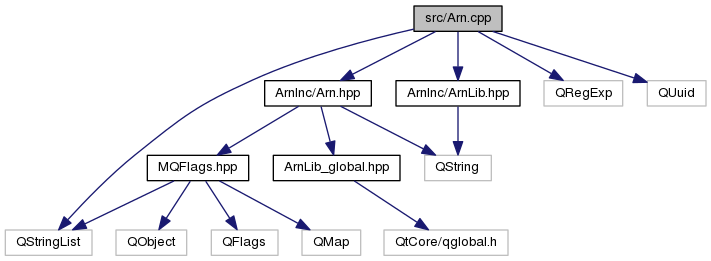 src/Arn.cpp
ArnInc/Arn.hpp
ArnInc/ArnLib.hpp
QRegExp
QUuid
MQFlags.hpp
ArnLib_global.hpp
QString
QStringList
QObject
QFlags
QMap
QtCore/qglobal.h